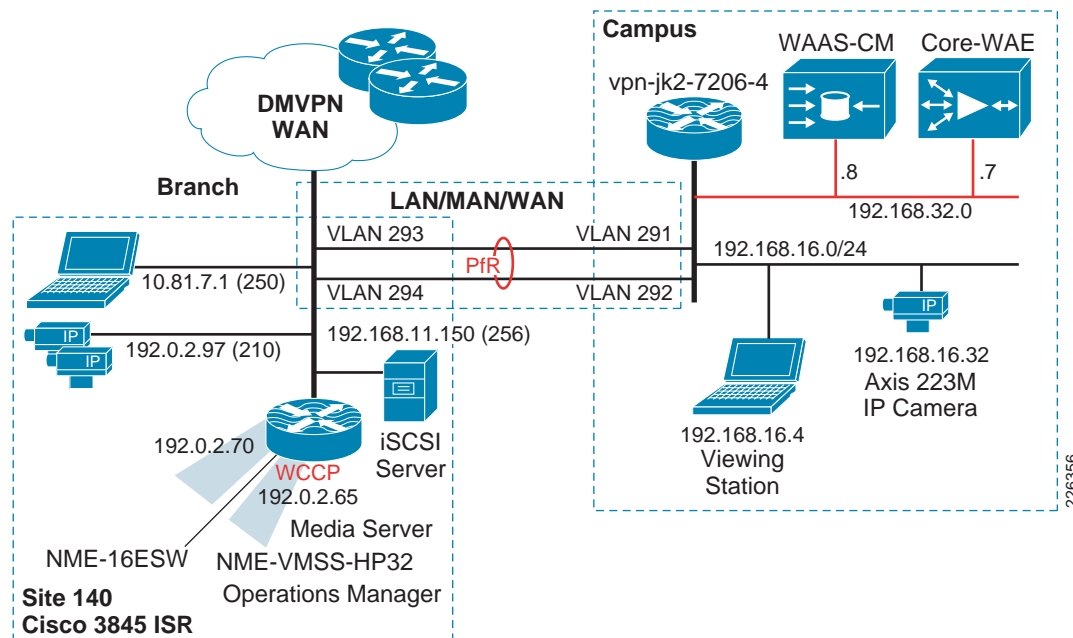 Campus
WAAS-CM
Core-WAE
vpn-jk2-7206-4
DMVPN
WAN
.8
.7
192.168.32.0
Branch
LAN/MAN/WAN
VLAN 293
VLAN 291
192.168.16.0/24
PfR
10.81.7.1 (250)
VLAN 294
VLAN 292
IP
IP
192.0.2.97 (210)
192.168.11.150 (256)
IP
192.168.16.32
Axis 223M
IP Camera
192.168.16.4
Viewing
Station
iSCSI
Server
192.0.2.70
WCCP
192.0.2.65
Media Server
NME-16ESW
NME-VMSS-HP32
Operations Manager
Site 140
Cisco 3845 ISR
226356